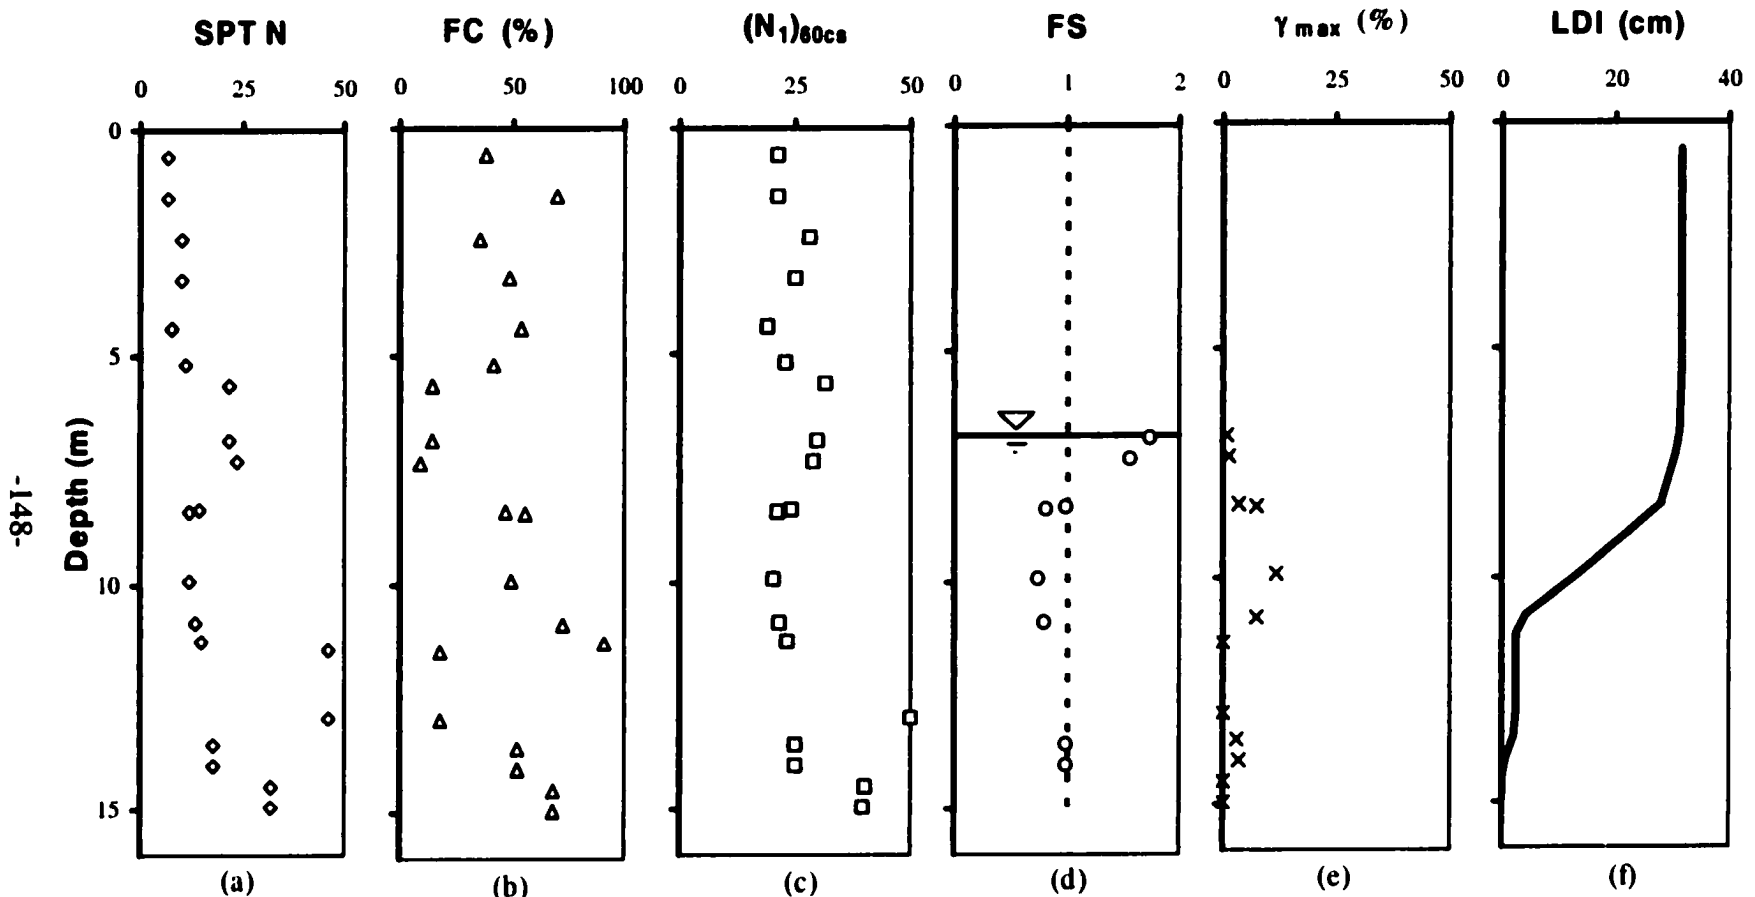 SPT N FC (%) (N1)60cs FS γ max (%) LDI (cm)
0 25 50 0 50 100 0 25 50 0 1 2 0 25 50 0 20 40
0
5
10
15
Depth (m)
-148-
(a) (b) (c) (d) (e) (f)